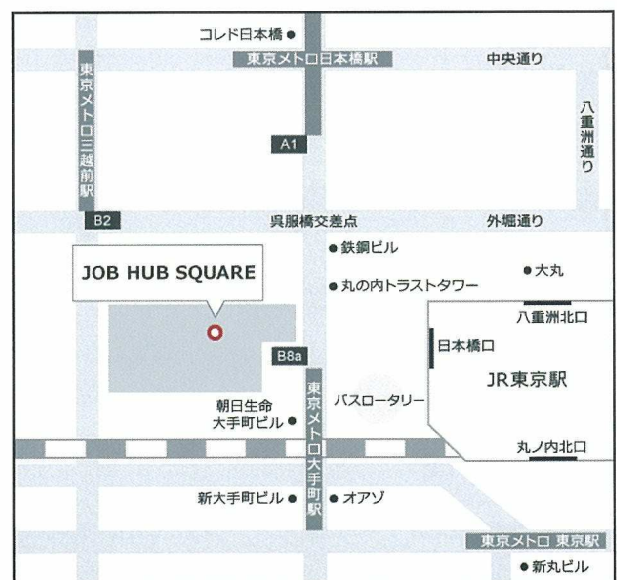 コレド日本橋
東京メトロ日本橋駅
中央通り
東京メトロ三越前駅
八重洲通り
A1
B2
呉服橋交差点
外堀通り
鉄鋼ビル
JOB HUB SQUARE
大丸
丸の内トラストタワー
八重洲北口
日本橋口
B8a
JR東京駅
東京メトロ大手町駅
バスロータリー
朝日生命
大手町ビル
丸ノ内北口
新大手町ビル
オアゾ
東京メトロ 東京駅
新丸ビル